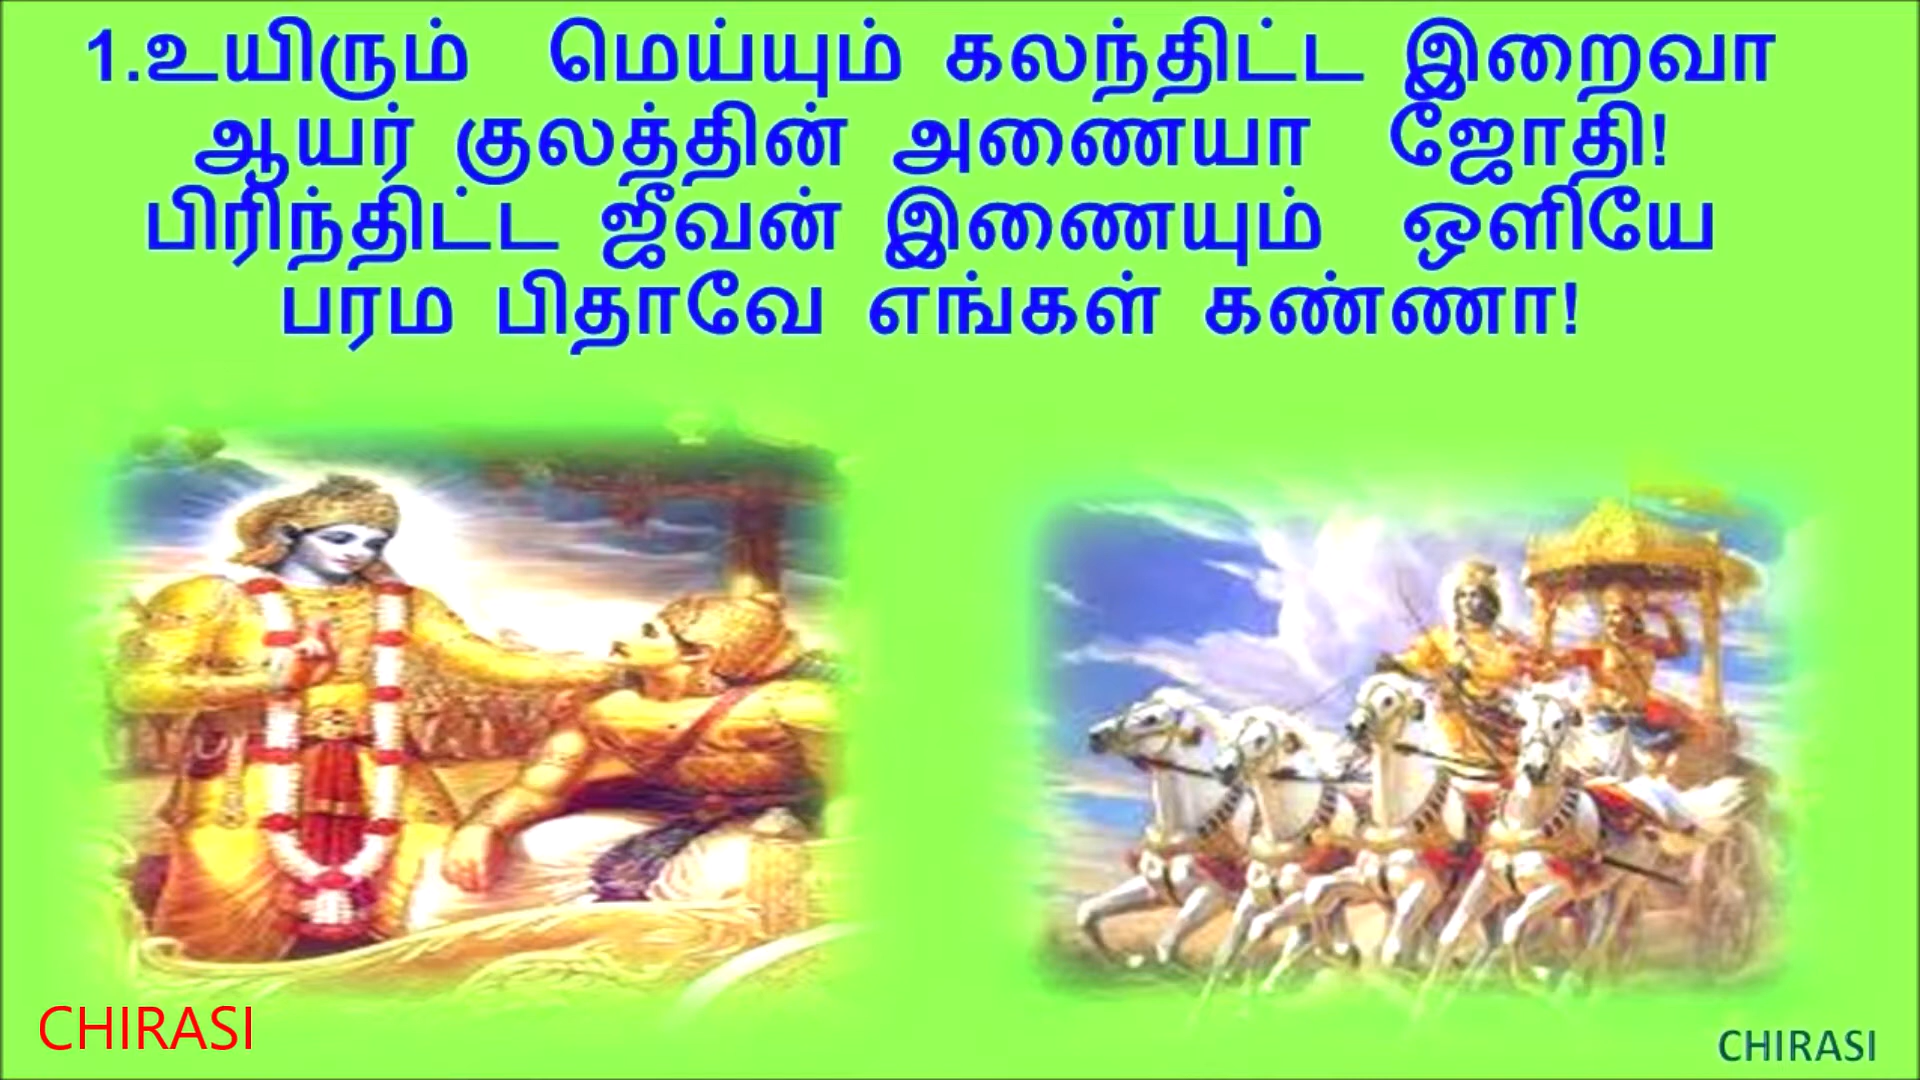 1.உயிரும் மெய்யும் கலந்திட்ட இறைவா
ஆயர் குலத்தின் அணையா ஜோதி!
பிரிந்திட்ட ஜீவன் இணையும் ஒளியே
பரம பிதாவே எங்கள் கண்ணா!
CHIRASI
CHIRASI